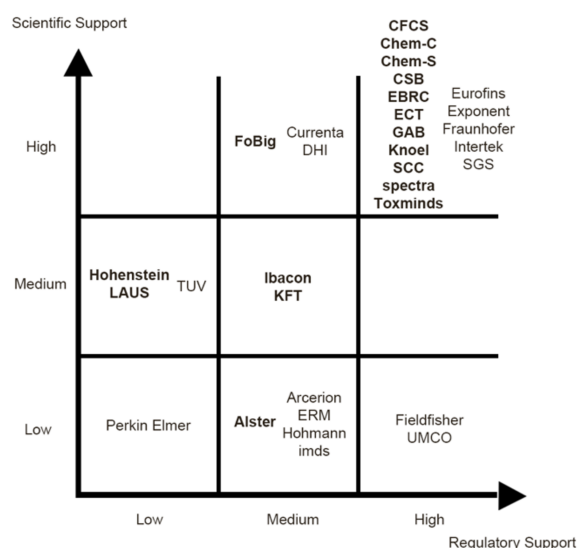 Scientific Support
CFCS
Chem-C
Chem-S
CSB
EBRC
ECT
GAB
Knoel
SCC
spectra
Toxminds
Eurofins
Exponent
Fraunhofer
Intertek
SGS
High
FoBig
Currenta
DHI
Medium
Hohenstein
LAUS
TUV
Ibacon
KFT
Low
Perkin Elmer
Alster
Arcerion
ERM
Hohmann
imds
Fieldfisher
UMCO
Low
Medium
High
Regulatory Support